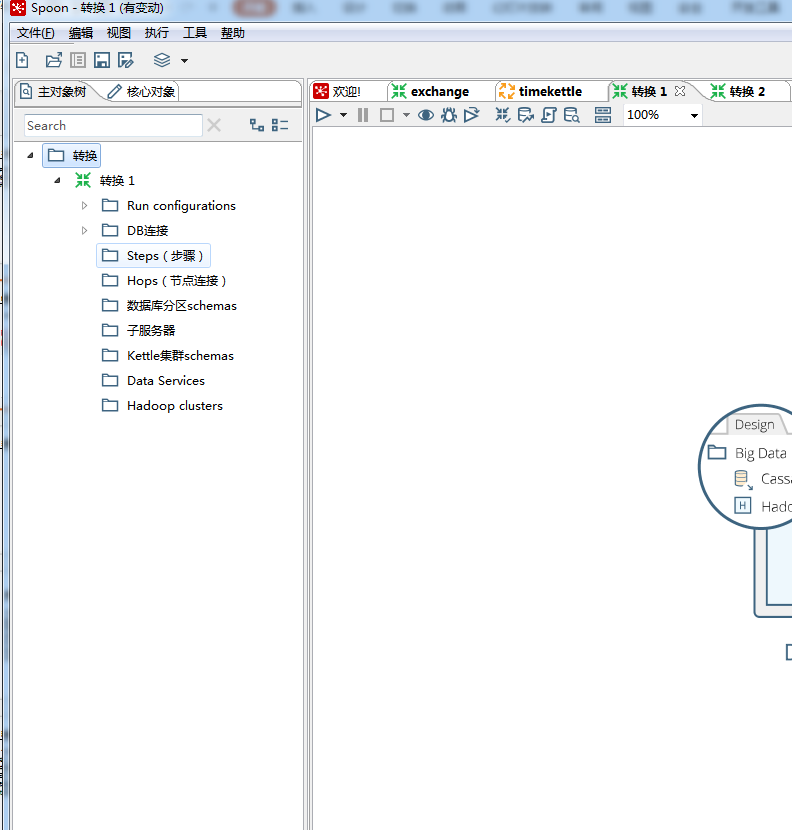 Spoon - 转换 1 (有变动)
文件(F) 编辑 视图 执行 工具 帮助
主对象树 核心对象
欢迎! exchange timekettle 转换 1 转换 2
Search
100%
转换
转换 1
Run configurations
DB连接
Steps ( 步骤 )
Hops ( 节点连接 )
数据库分区schemas
子服务器
Kettle集群schemas
Data Services
Hadoop clusters
Design
Big Data
Cass
H Hado